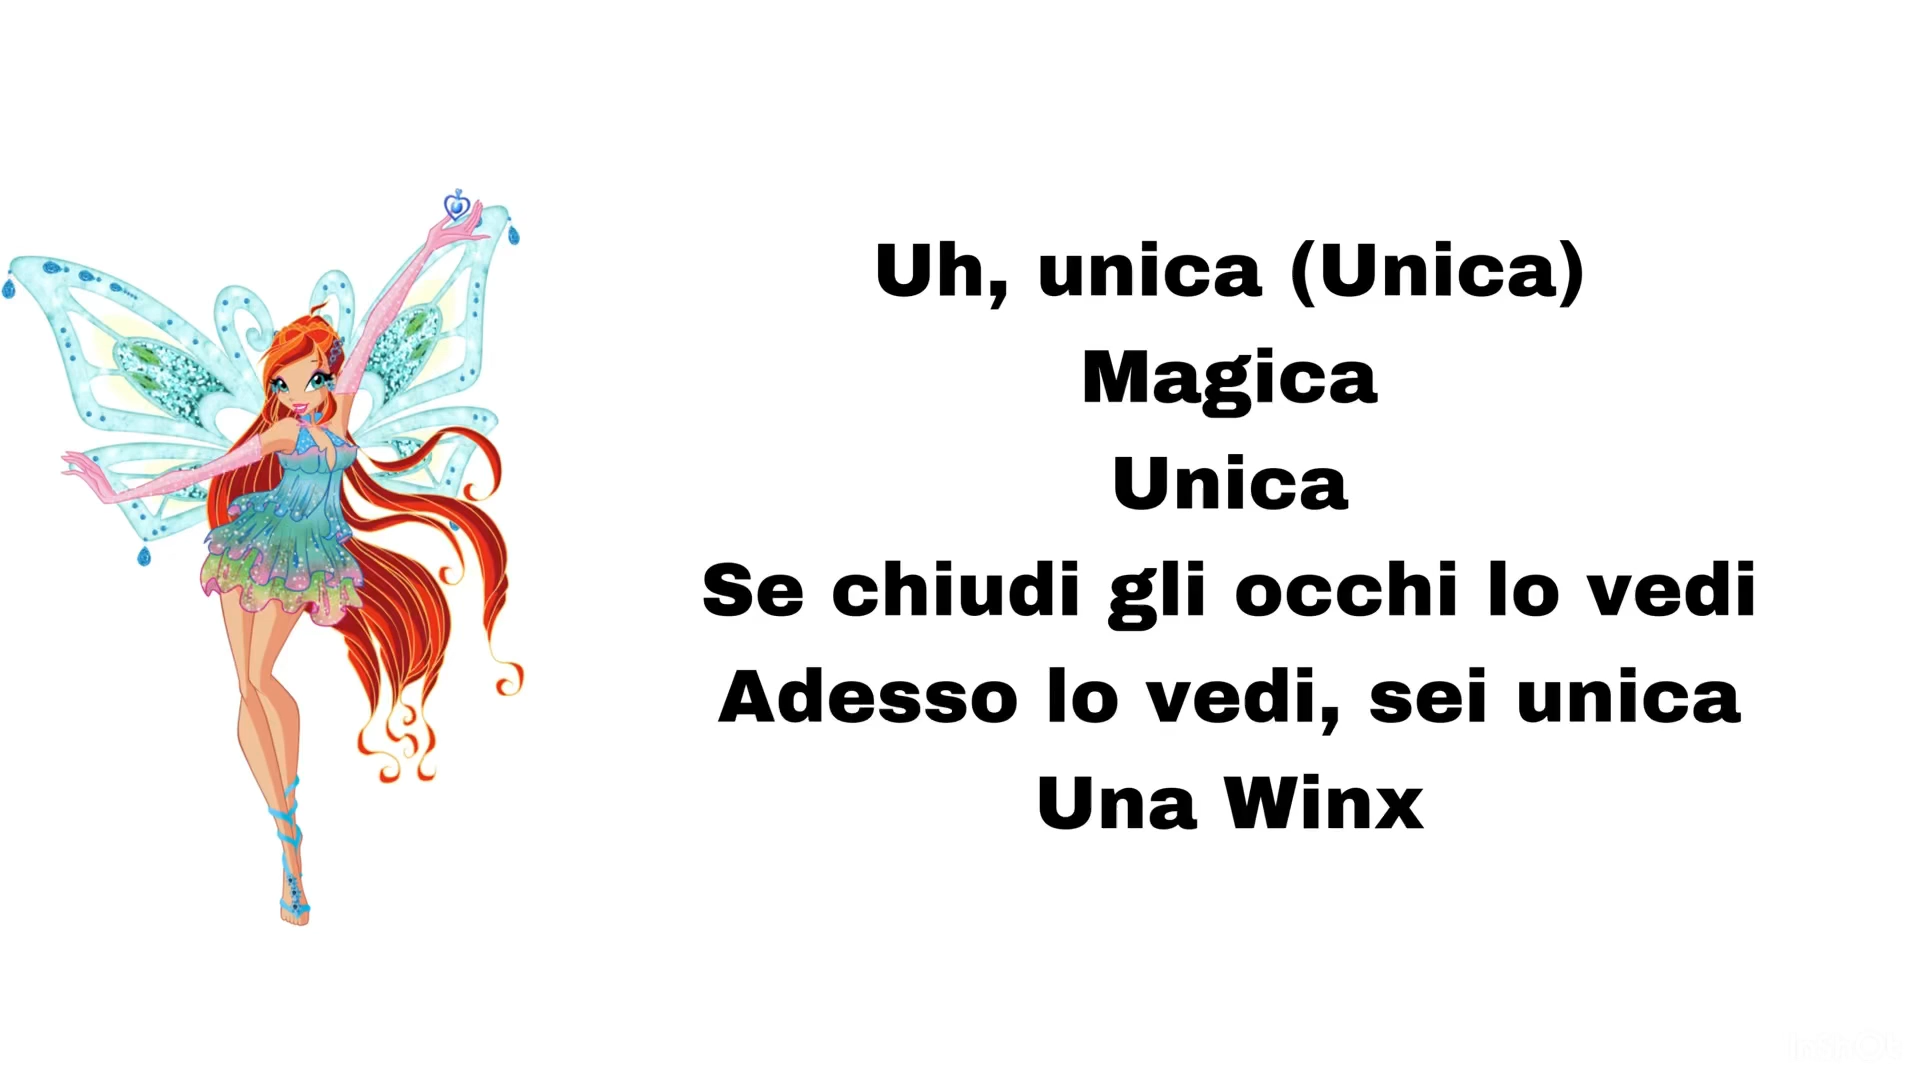 Uh, unica (Unica)
Magica
Unica
Se chiudi gli occhi lo vedi
Adesso lo vedi, sei unica
Una Winx